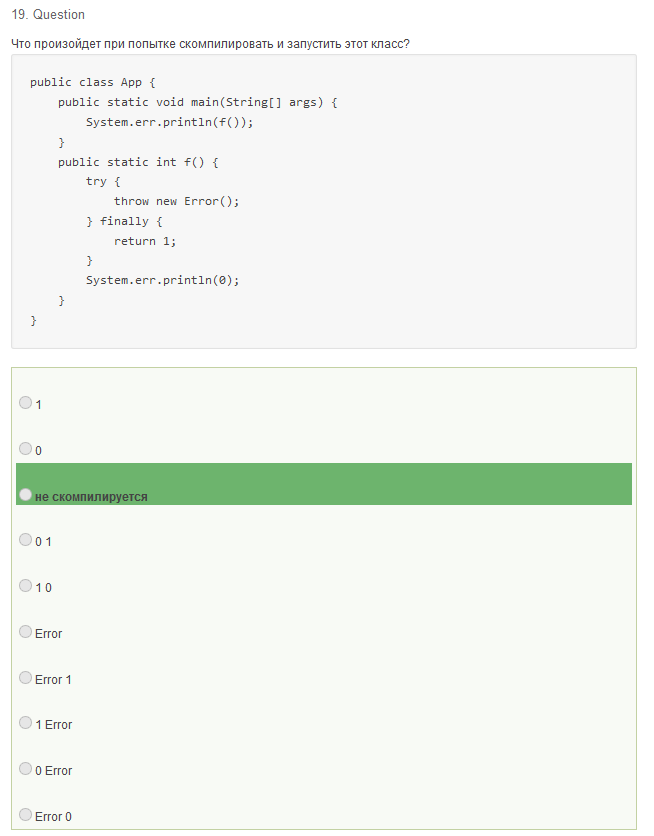 19. Question
Что произойдет при попытке скомпилировать и запустить этот класс?
public class App {
    public static void main(String[] args) {
        System.err.println(f());
    }
    public static int f() {
        try {
            throw new Error();
        } finally {
            return 1;
        }
        System.err.println(0);
    }
}
1
0
не скомпилируется
0 1
1 0
Error
Error 1
1 Error
0 Error
Error 0